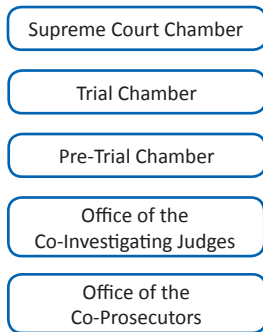 Supreme Court Chamber
Trial Chamber
Pre-Trial Chamber
Office of the
Co-Investigating Judges
Office of the
Co-Prosecutors